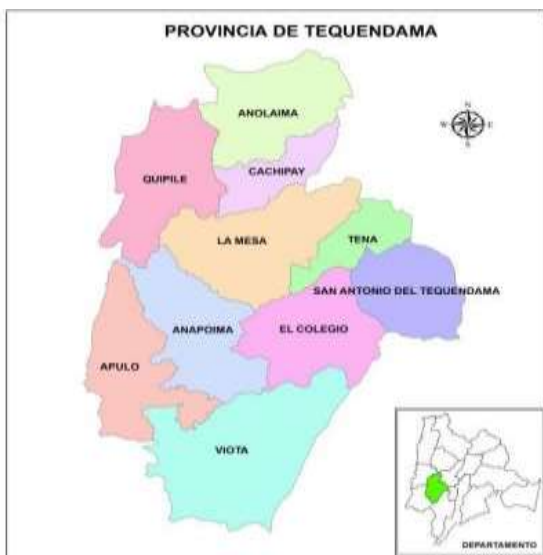 PROVINCIA DE TEQUENDAMA
ANOLAIMA
N
W E
S
CACHIPAY
QUIPILE
LA MESA
TENA
SAN ANTONIO DEL TEQUENDAMA
ANAPOIMA
EL COLEGIO
APULO
VIOTA
DEPARTAMENTO